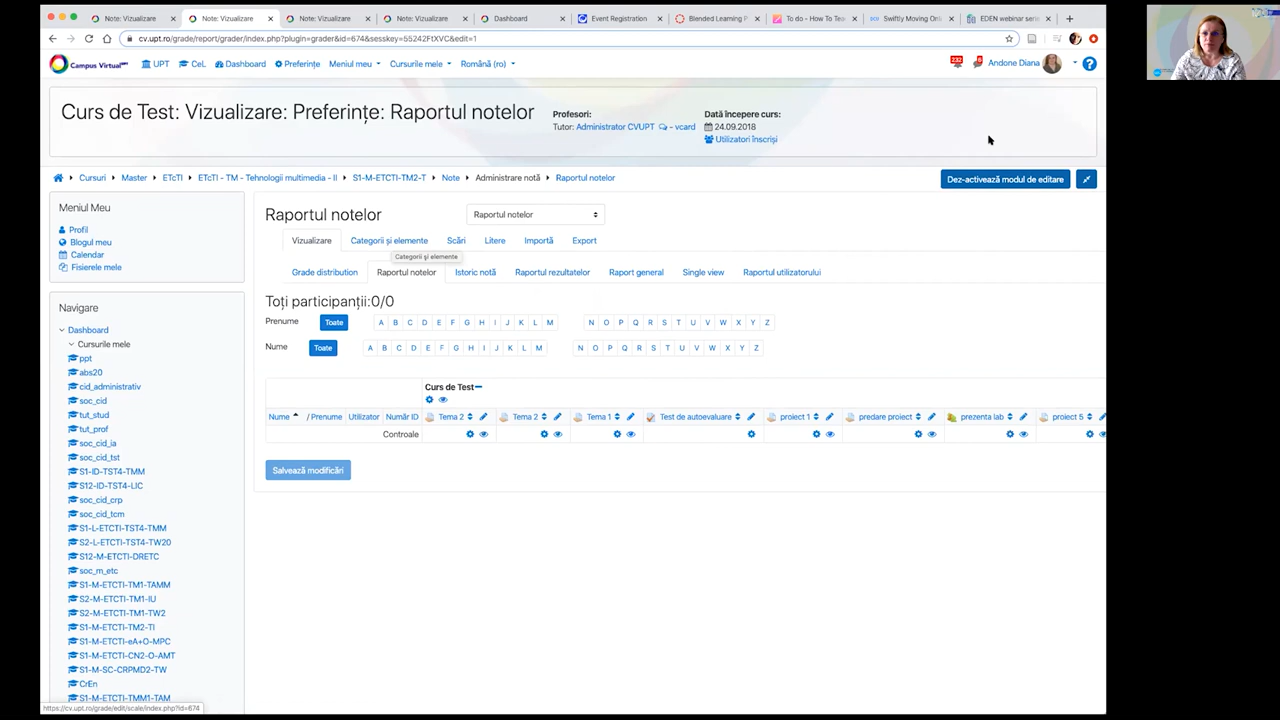 Note: Vizualizare
Note: Vizualizare
Note: Vizualizare
Note: Vizualizare
Dashboard
Event Registration
Blended Learning P
To do - How To Tea
Swiftly Moving Onl
EDEN webinar serie
cv.upt.ro/grade/report/grader/index.php?plugin=grader&id=674&sesskey=55242FtXVC&edit=1
Campus Virtual UPT CeL Dashboard Preferințe Meniul meu Cursurile mele Română (ro) 232 Andone Diana
Curs de Test: Vizualizare: Preferințe: Raportul notelor
Profesori:
Tutor: Administrator CVUPT - vcard
Dată începere curs:
24.09.2018
Utilizatori înscriși
Cursuri Master ETcTI ETcTI - TM - Tehnologii multimedia - II S1-M-ETCTI-TM2-T Note Administrare notă Raportul notelor
Dez-activează modul de editare
Meniul Meu
Profil
Blogul meu
Calendar
Fisierele mele
Navigare
Dashboard
Cursurile mele
ppt
abs20
cid_administrativ
soc_cid
tut_stud
tut_prof
soc_cid_ia
soc_cid_tst
S1-ID-TST4-TMM
S12-ID-TST4-LIC
soc_cid_crp
soc_cid_tcm
S1-L-ETCTI-TST4-TMM
S2-L-ETCTI-TST4-TW20
S12-M-ETCTI-DRETC
soc_m_etc
S1-M-ETCTI-TM1-TAMM
S2-M-ETCTI-TM1-IU
S2-M-ETCTI-TM1-TW2
S1-M-ETCTI-TM2-TI
S1-M-ETCTI-eA+O-MPC
S1-M-ETCTI-CN2-O-AMT
S1-M-SC-CRPMD2-TW
CrEn
S1-M-ETCTI-TMM1-TAM
Raportul notelor
Raportul notelor
Vizualizare Categorii și elemente Scări Litere Importă Export
Categorii și elemente
Grade distribution Raportul notelor Istoric notă Raportul rezultatelor Raport general Single view Raportul utilizatorului
Toți participanții:0/0
Prenume Toate A B C D E F G H I J K L M N O P Q R S T U V W X Y Z
Nume Toate A B C D E F G H I J K L M N O P Q R S T U V W X Y Z
Curs de Test
Nume / Prenume Utilizator Număr ID Tema 2 Tema 2 Tema 1 Test de autoevaluare proiect 1 predare proiect prezenta lab proiect 5
Controale
Salvează modificări
https://cv.upt.ro/grade/edit/scale/index.php?id=674